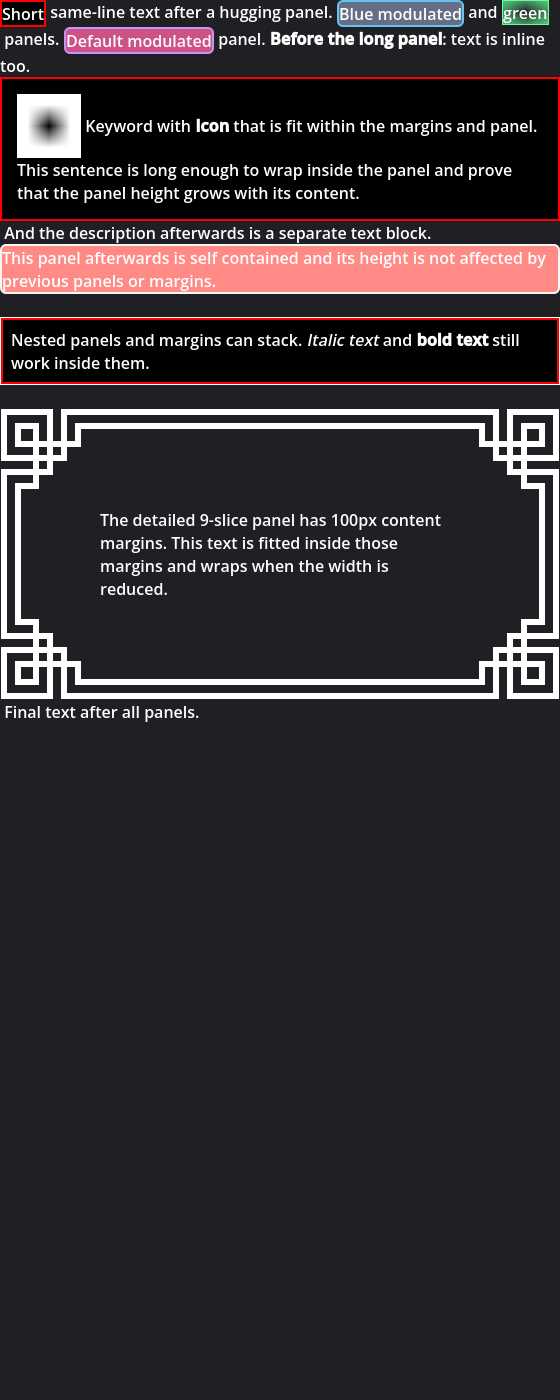 Short same-line text after a hugging panel. Blue modulated and green
panels. Default modulated panel. Before the long panel: text is inline
too.
Keyword with Icon that is fit within the margins and panel.
This sentence is long enough to wrap inside the panel and prove
that the panel height grows with its content.
And the description afterwards is a separate text block.
This panel afterwards is self contained and its height is not affected by
previous panels or margins.
Nested panels and margins can stack. Italic text and bold text still
work inside them.
The detailed 9-slice panel has 100px content
margins. This text is fitted inside those
margins and wraps when the width is
reduced.
Final text after all panels.